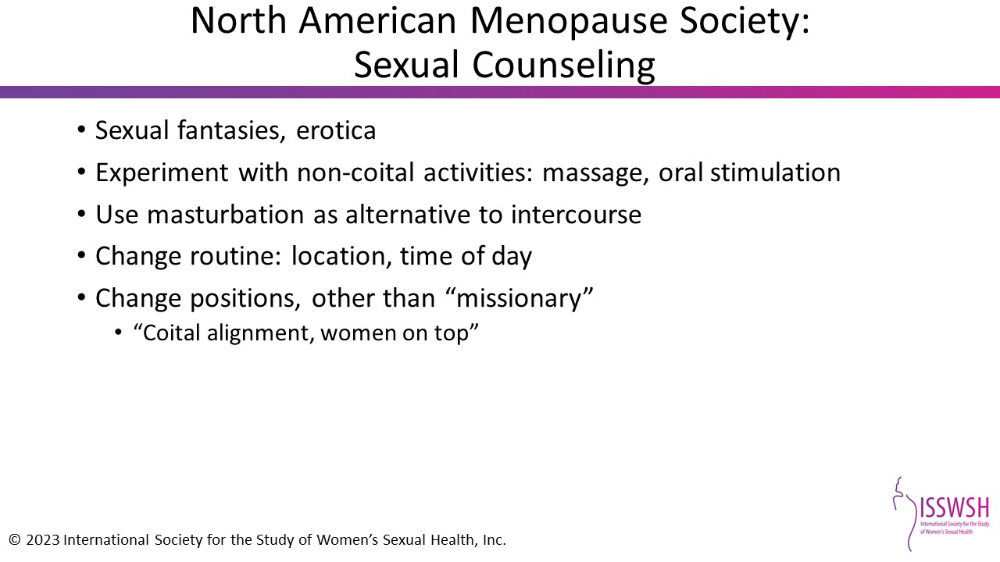 North American Menopause Society:
Sexual Counseling
• Sexual fantasies, erotica
• Experiment with non-coital activities: massage, oral stimulation
• Use masturbation as alternative to intercourse
• Change routine: location, time of day
• Change positions, other than “missionary”
• “Coital alignment, women on top”
ISSWSH
International Society for the Study
of Women's Sexual Health
© 2023 International Society for the Study of Women’s Sexual Health, Inc.